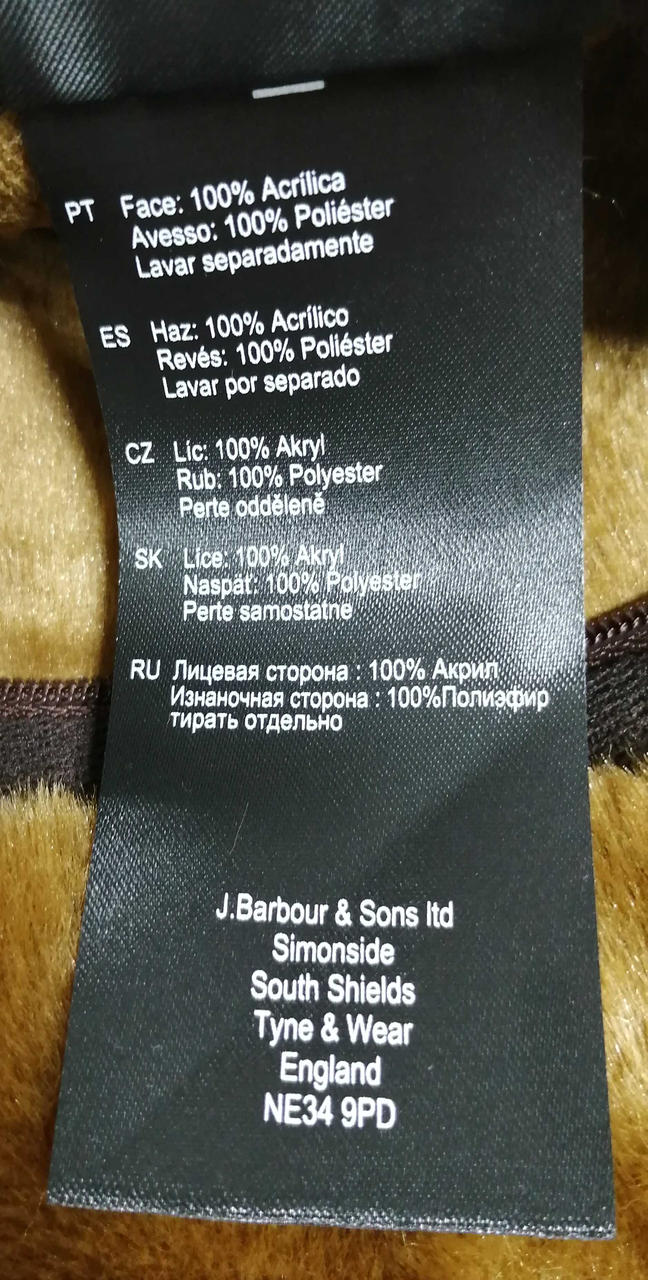 PT Face: 100% Acrílica
Avesso: 100% Poliéster
Lavar separadamente
ES Haz: 100% Acrílico
Revés: 100% Poliéster
Lavar por separado
CZ Líc: 100% Akryl
Rub: 100% Polyester
Perte odděleně
SK Líce: 100% Akryl
Naspäť: 100% Polyester
Perte samostatne
RU Лицевая сторона : 100% Акрил
Изнаночная сторона : 100%Полиэфир
тирать отдельно
J.Barbour & Sons ltd
Simonside
South Shields
Tyne & Wear
England
NE34 9PD